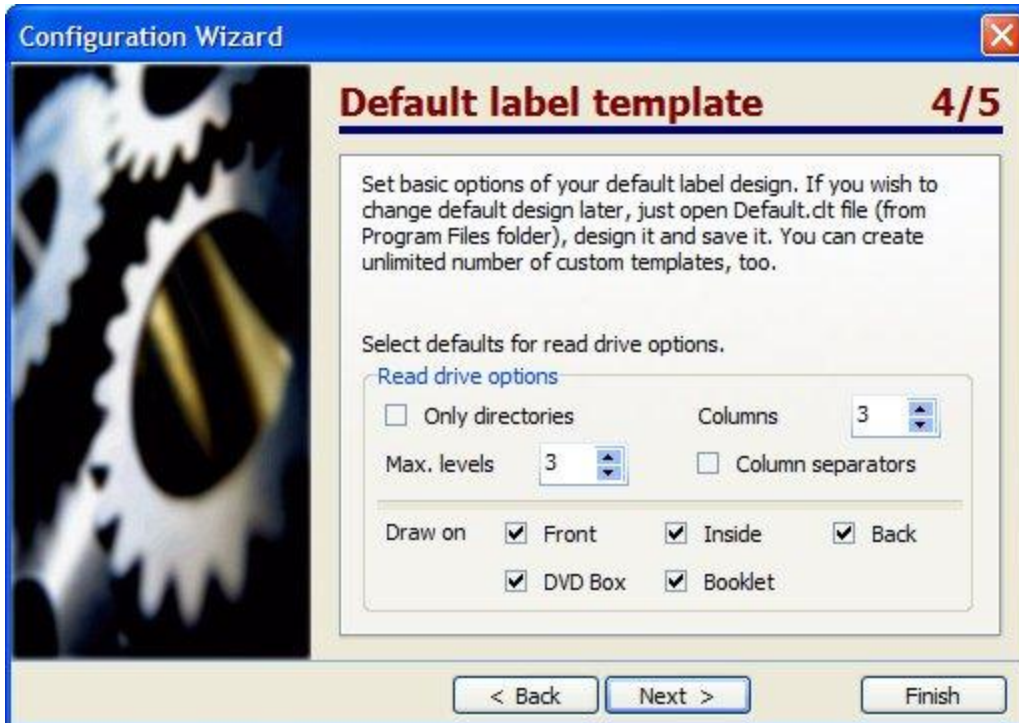 Configuration Wizard
Default label template 4/5
Set basic options of your default label design. If you wish to
change default design later, just open Default.clt file (from
Program Files folder), design it and save it. You can create
unlimited number of custom templates, too.
Select defaults for read drive options.
Read drive options
Only directories Columns 3
Max. levels 3 Column separators
Draw on Front Inside Back
DVD Box Booklet
< Back Next > Finish